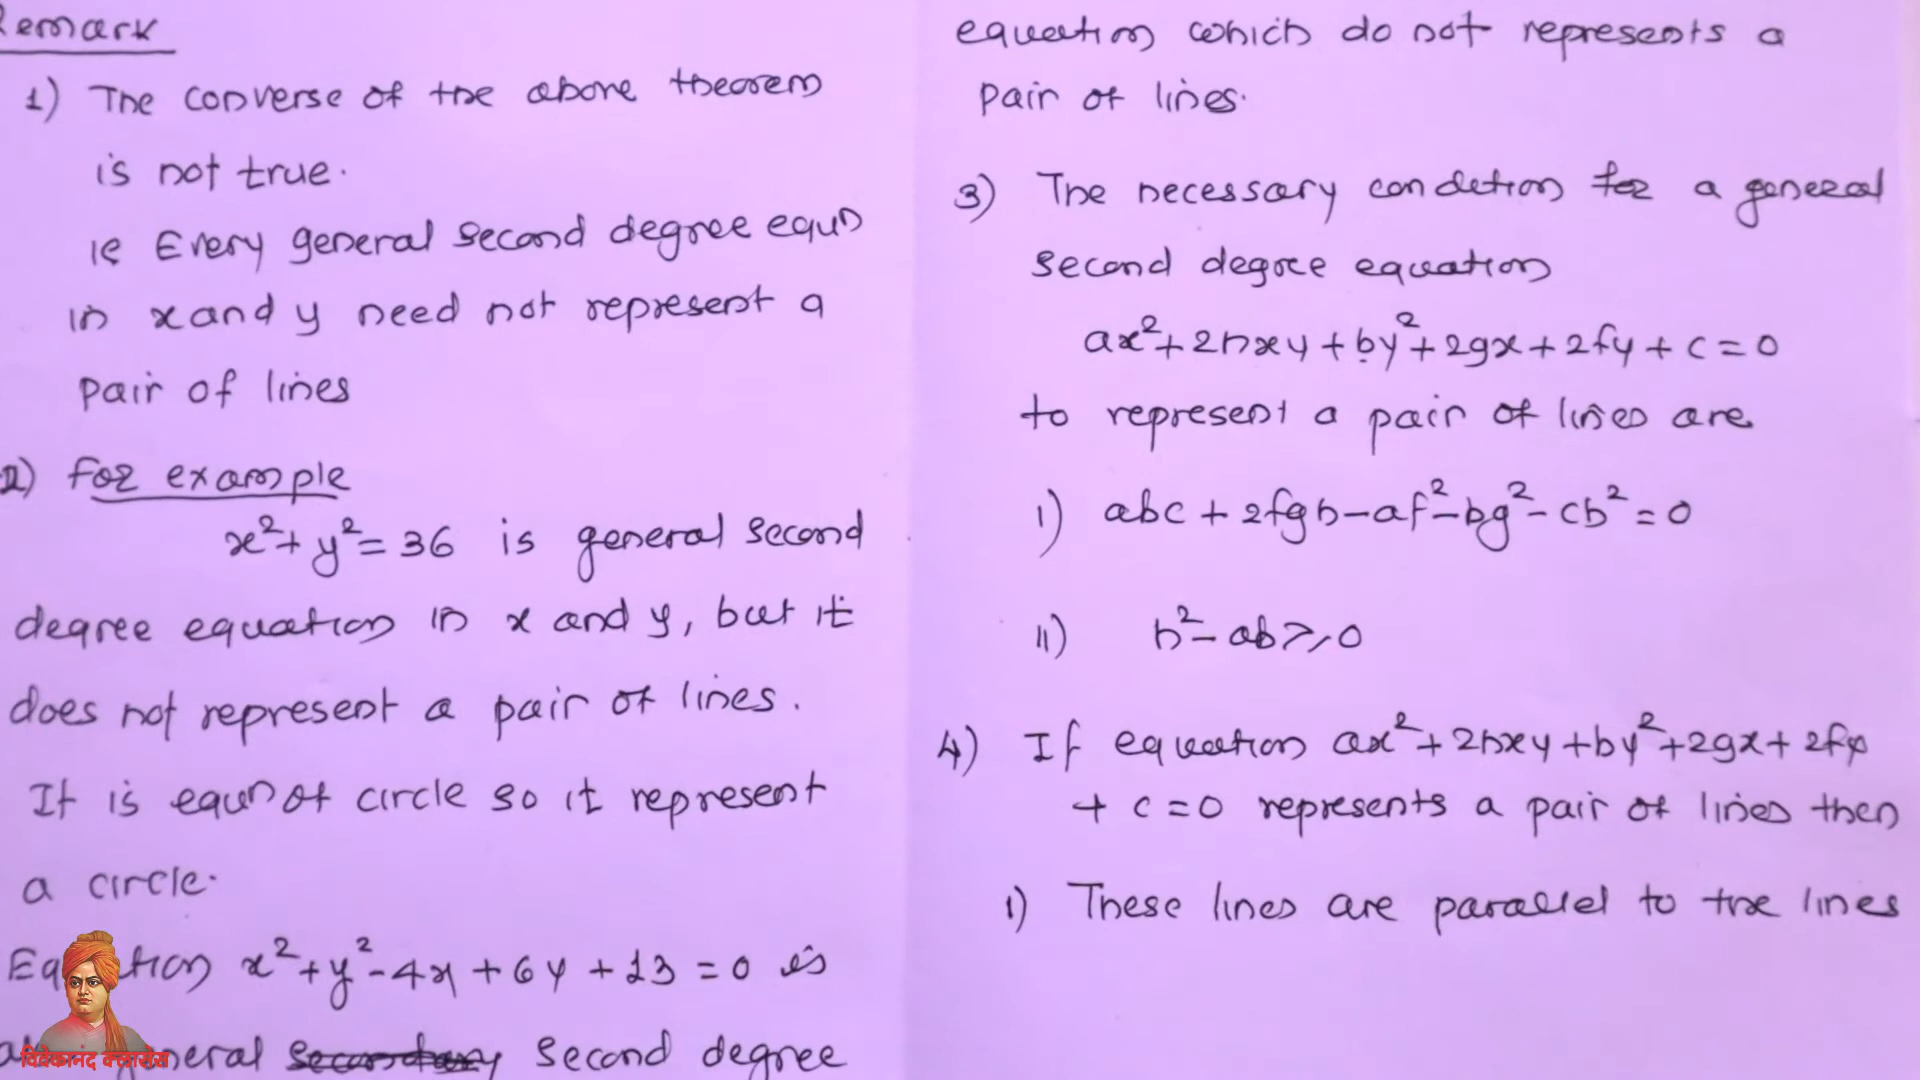 Remark
1) The converse of the above theorem
is not true.
ie Every general second degree equn
in x and y need not represent a
pair of lines
2) For example
x²+y²=36 is general second
degree equation in x and y, but it
does not represent a pair of lines.
It is equn of circle so it represent
a circle.
x²+y²-4x+6y+13=0 is
second degree
विवेकानंद क्लासेस
equation which do not represents a
pair of lines.
3) The necessary condetion for a general
second degree equation
ax²+2hxy+by²+2gx+2fy+c=0
to represent a pair of lines are
i) abc+2fgh-af²-bg²-ch²=0
ii) h²-ab≥0
4) If equation ax²+2hxy+by²+2gx+2fy
+c=0 represents a pair of lines then
i) These lines are parallel to the lines